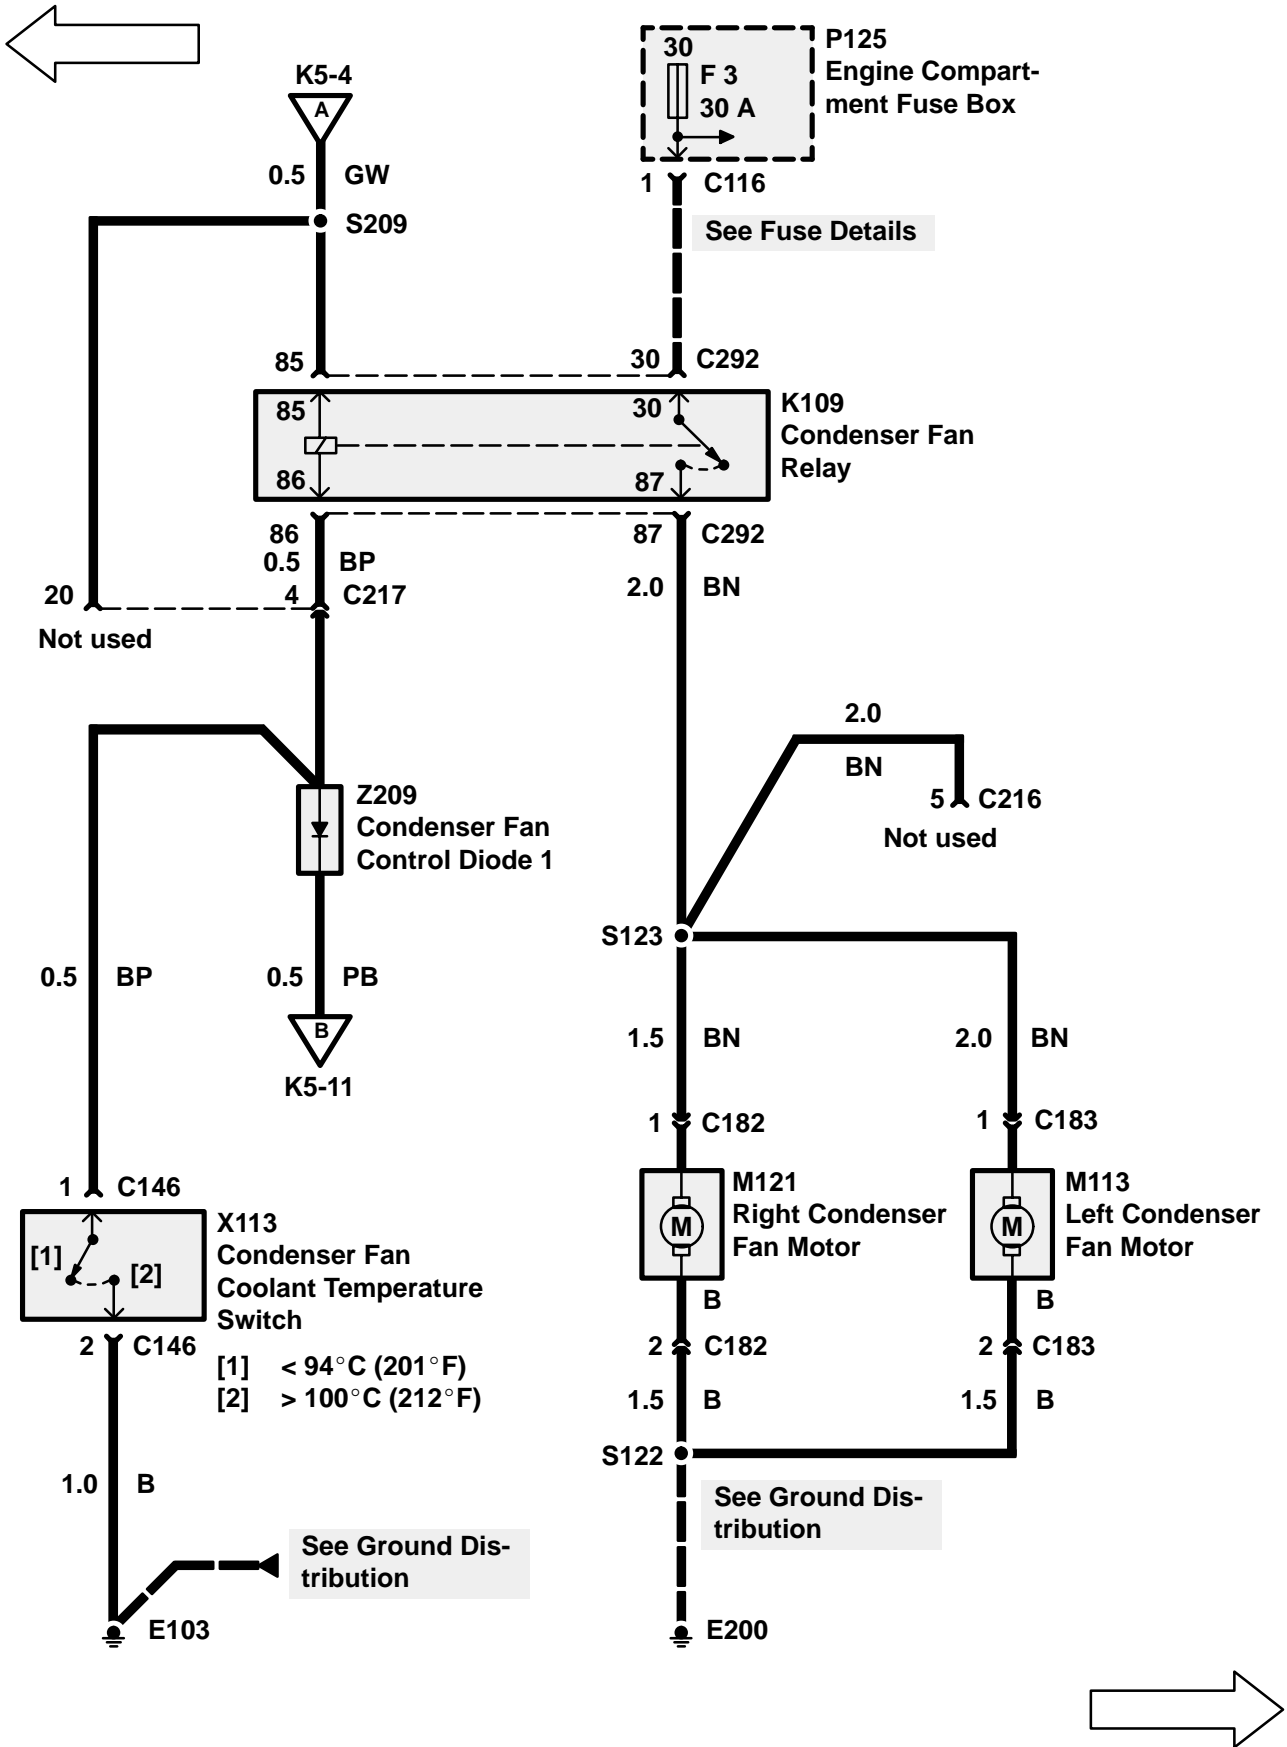 K5-4
A
0.5 GW
S209
30
F 3
30 A
P125
Engine Compart-
ment Fuse Box
1 C116
See Fuse Details
85
30 C292
85
30
86
87
K109
Condenser Fan
Relay
86
0.5 BP
4 C217
20
Not used
87 C292
2.0 BN
2.0
BN
5 C216
Not used
Z209
Condenser Fan
Control Diode 1
S123
0.5 BP
0.5 PB
B
K5-11
1.5 BN
2.0 BN
1 C182
1 C183
M
M121
Right Condenser
Fan Motor
M
M113
Left Condenser
Fan Motor
1 C146
[1]
[2]
X113
Condenser Fan
Coolant Temperature
Switch
2 C146
[1] < 94°C (201°F)
[2] > 100°C (212°F)
B
2 C182
1.5 B
B
2 C183
1.5 B
S122
See Ground Dis-
tribution
1.0 B
See Ground Dis-
tribution
E103
E200